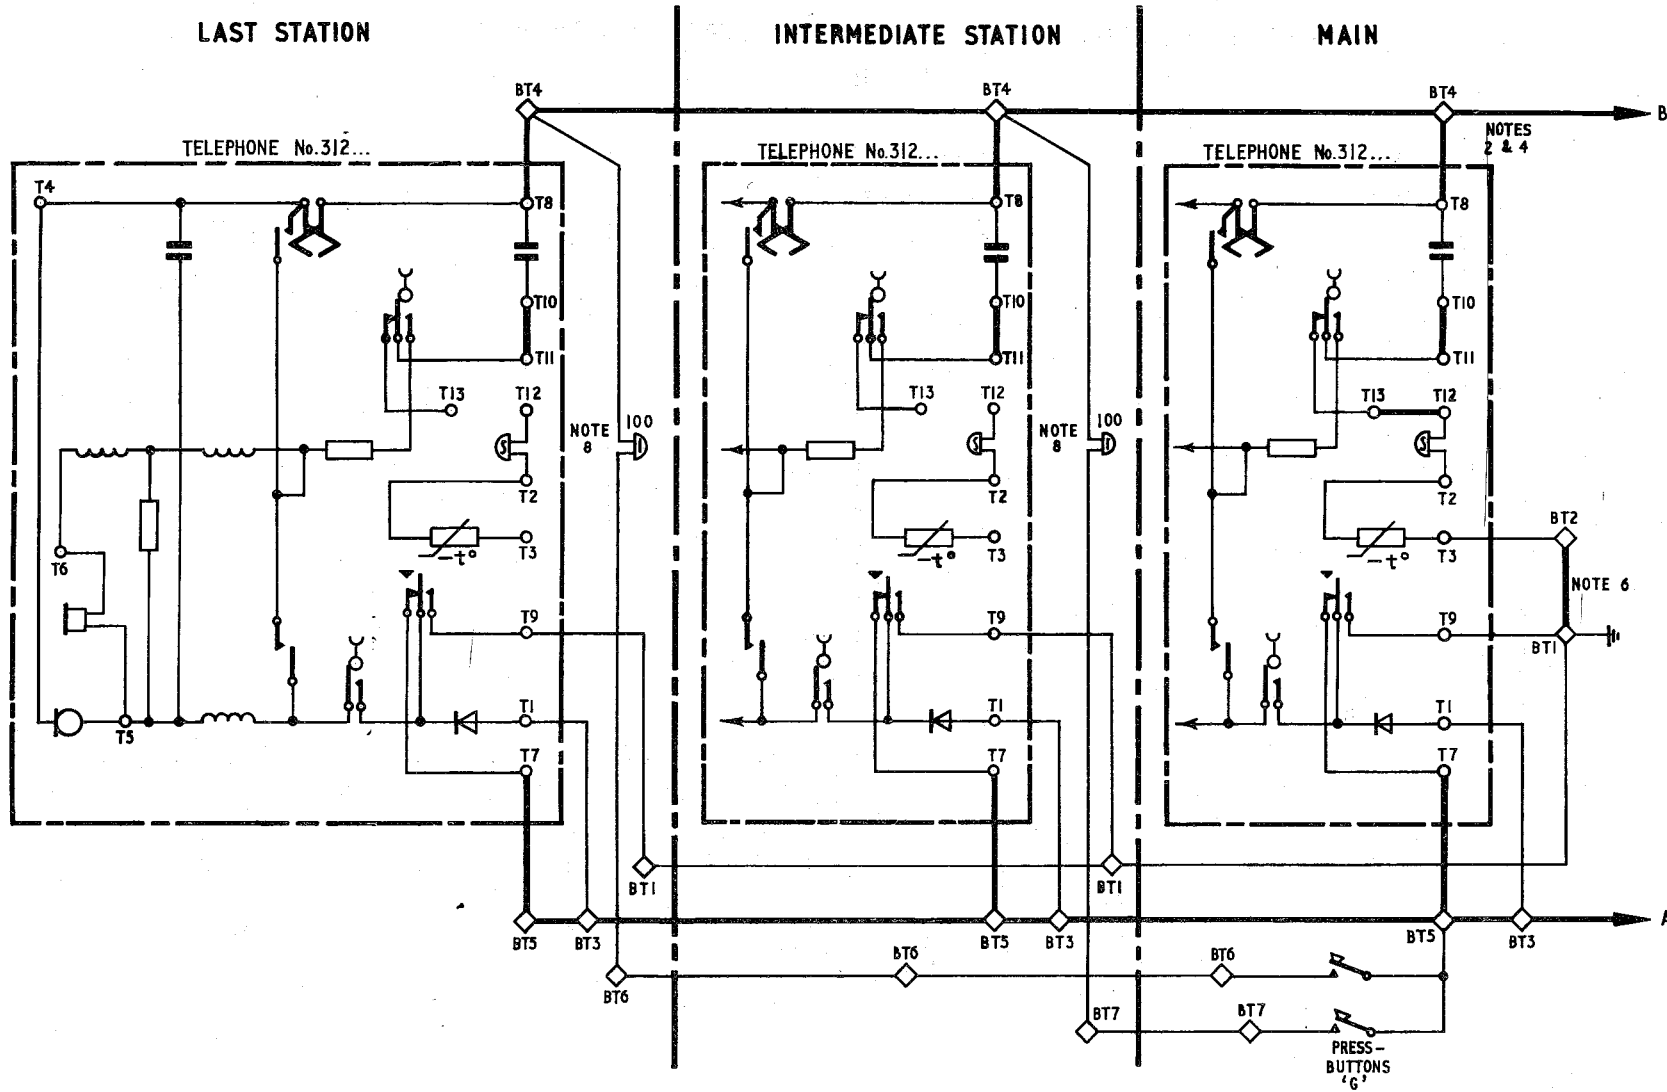 LAST STATION
INTERMEDIATE STATION
MAIN
BT4
BT4
BT4
B
NOTES
2 & 4
TELEPHONE No.312...
TELEPHONE No.312...
TELEPHONE No.312...
T4
T8
T8
T8
T10
T10
T10
T11
T11
T11
T13
T12
T13
T12
T13
T12
NOTE
8
100
NOTE
8
100
T2
T2
T2
BT2
T6
-t°
T3
-t°
T3
-t°
T3
NOTE 6
T9
T9
T9
BT1
T5
T1
T1
T1
T7
T7
T7
BT1
BT1
A
BT5
BT3
BT5
BT3
BT5
BT3
BT6
BT6
BT6
BT7
BT7
PRESS-
BUTTONS
'G'